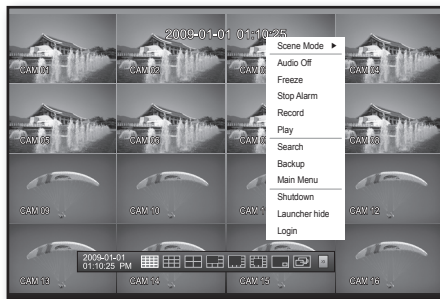 2009-01-01 01:10:25
Scene Mode
Audio Off
Freeze
Stop Alarm
Record
Play
Search
Backup
Main Menu
Shutdown
Launcher hide
Login
CAM 01
CAM 02
CAM 04
CAM 05
CAM 06
CAM 08
CAM 09
CAM 10
CAM 12
2009-01-01
01:10:25 PM
CAM 13
CAM 14
CAM 15
CAM 16